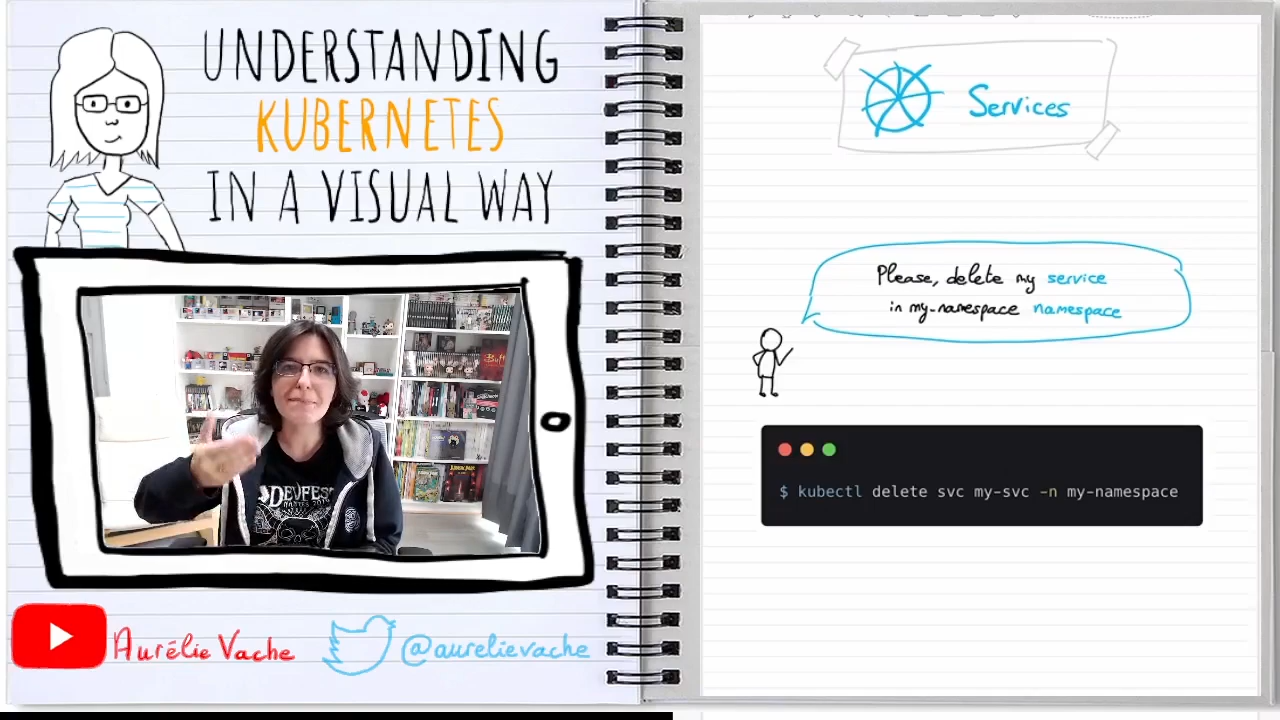 UNDERSTANDING
KUBERNETES
IN A VISUAL WAY
DEVFEST
Aurélie Vache
@aurelievache
Services
Please, delete my service
in my-namespace namespace
$ kubectl delete svc my-svc -n my-namespace